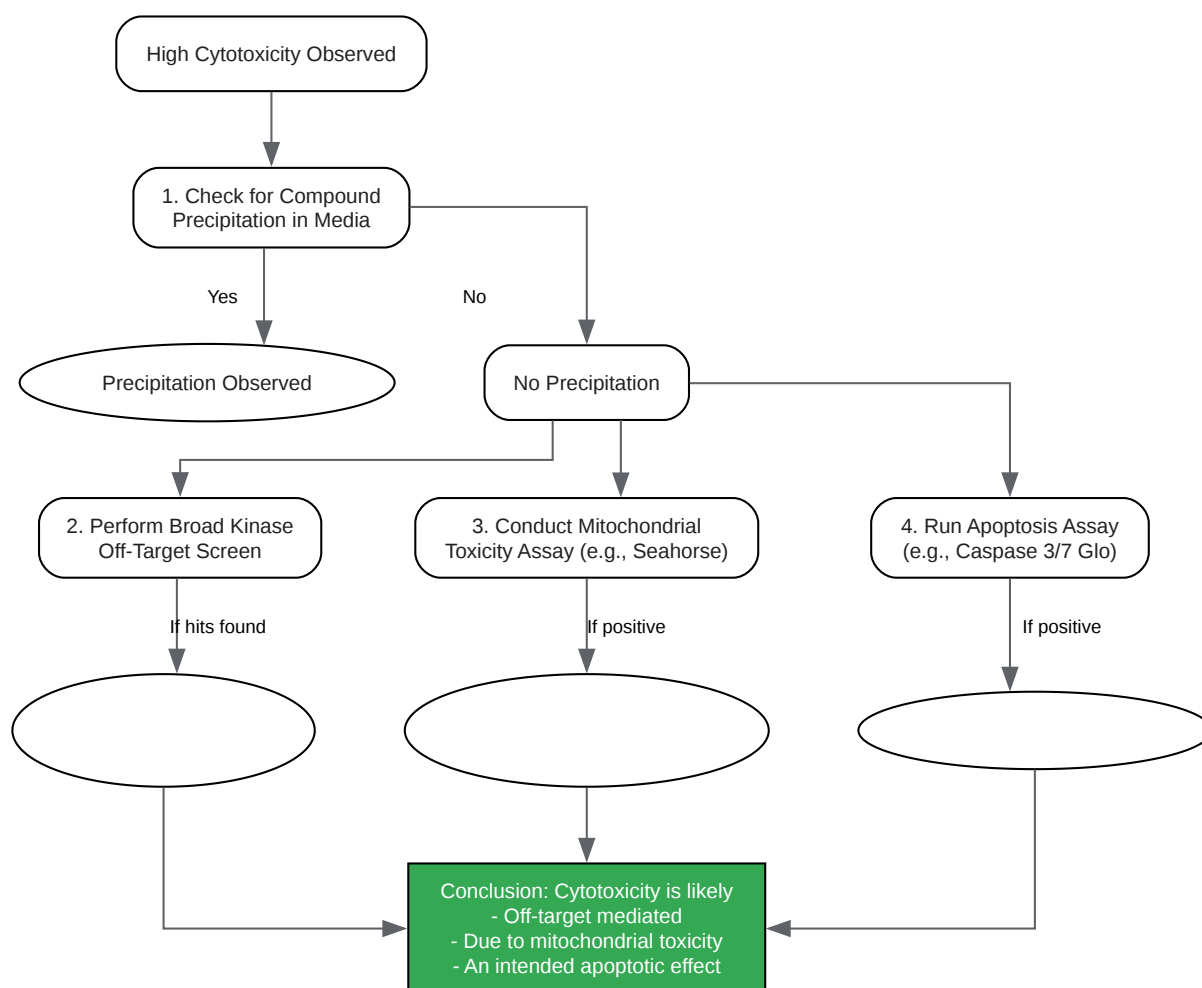 High Cytotoxicity Observed
1. Check for Compound
Precipitation in Media
Yes
No
Precipitation Observed
No Precipitation
2. Perform Broad Kinase
Off-Target Screen
3. Conduct Mitochondrial
Toxicity Assay (e.g., Seahorse)
4. Run Apoptosis Assay
(e.g., Caspase 3/7 Glo)
If hits found
If positive
If positive
Conclusion: Cytotoxicity is likely
- Off-target mediated
- Due to mitochondrial toxicity
- An intended apoptotic effect